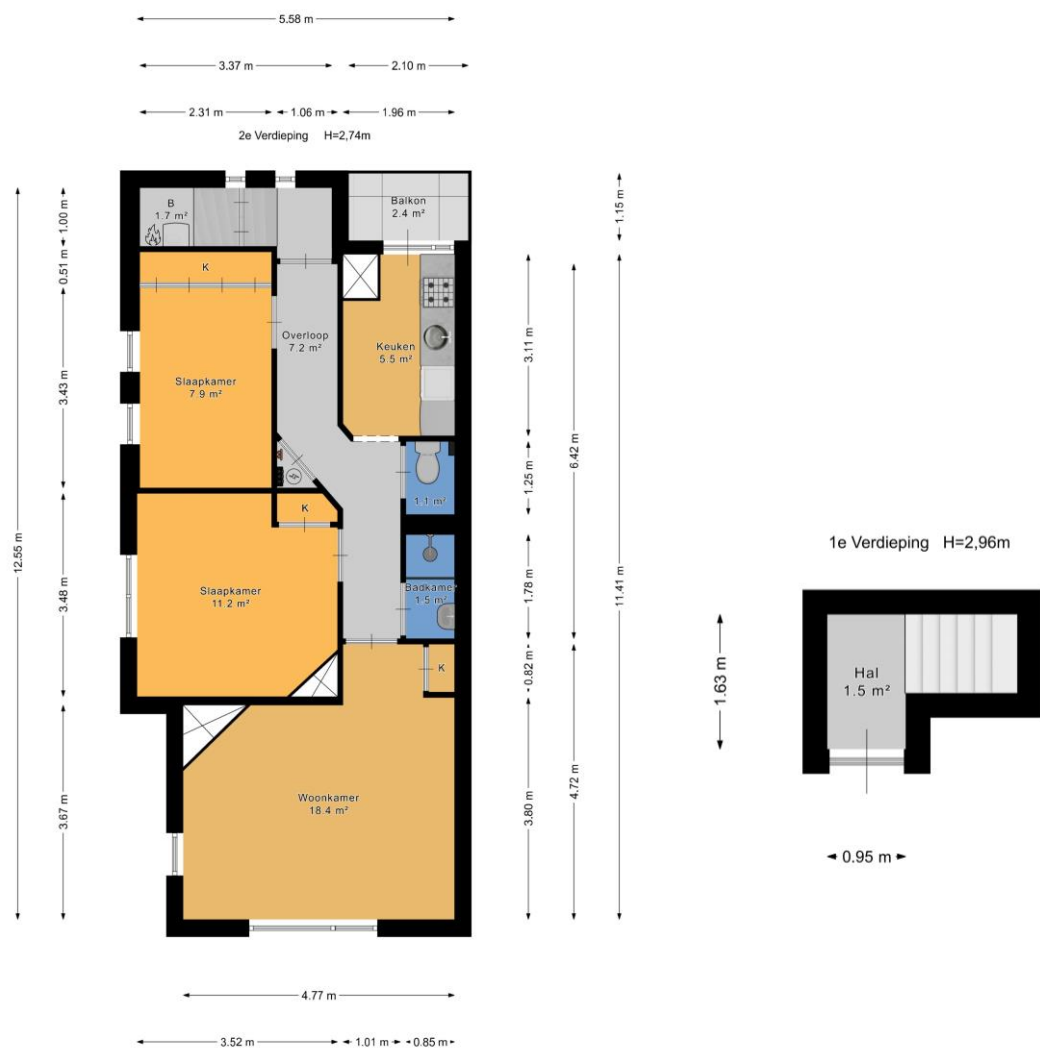 5.58 m
3.37 m
2.10 m
2.31 m
1.06 m
1.96 m
2e Verdieping H=2,74m
B
1.7 m²
Balkon
2.4 m²
K
Overloop
7.2 m²
Keuken
5.5 m²
Slaapkamer
7.9 m²
1.1 m²
K
Slaapkamer
11.2 m²
Badkamer
1.5 m²
K
Woonkamer
18.4 m²
12.55 m
1.00 m
0.51 m
3.43 m
3.48 m
3.67 m
3.11 m
1.25 m
1.78 m
0.82 m
3.80 m
6.42 m
4.72 m
1.15 m
11.41 m
4.77 m
3.52 m
1.01 m
0.85 m
1e Verdieping H=2,96m
Hal
1.5 m²
1.63 m
0.95 m